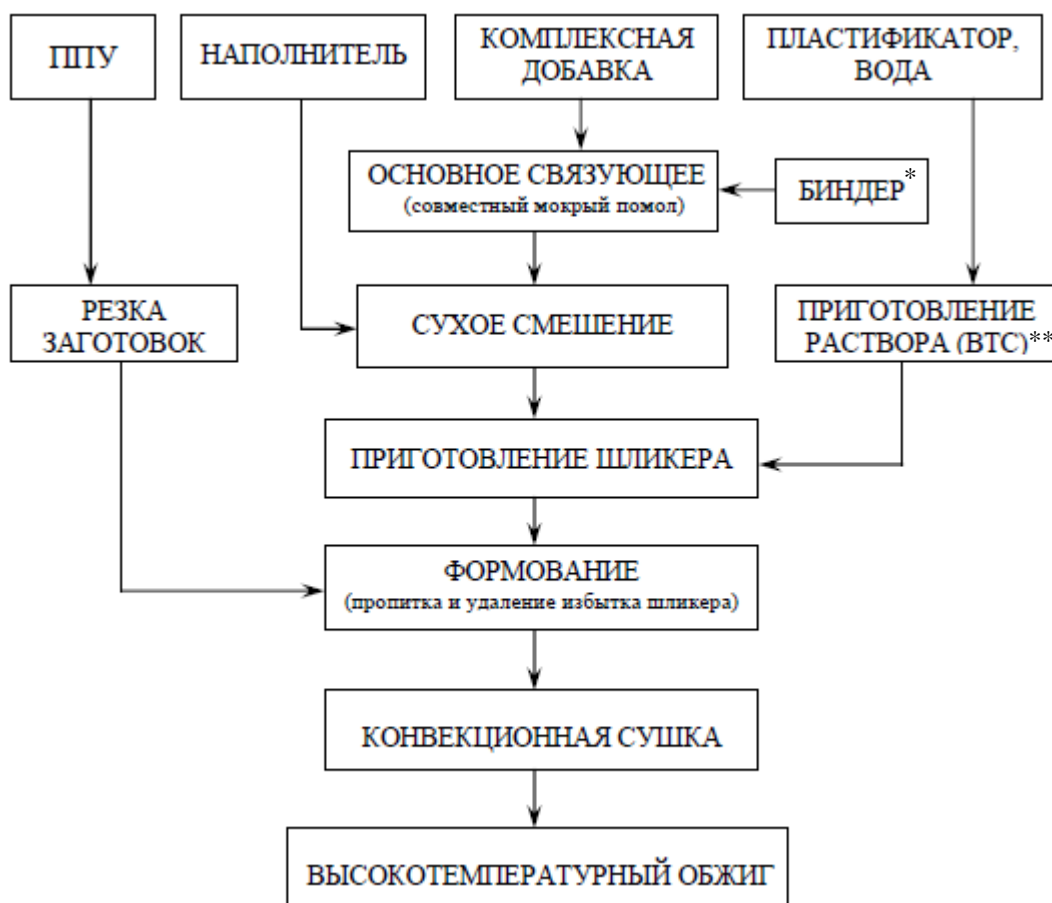 ППУ
НАПОЛНИТЕЛЬ
КОМПЛЕКСНАЯ
ДОБАВКА
ПЛАСТИФИКАТОР,
ВОДА
ОСНОВНОЕ СВЯЗУЮЩЕЕ
(совместный мокрый помол)
БИНДЕР*
РЕЗКА
ЗАГОТОВОК
СУХОЕ СМЕШЕНИЕ
ПРИГОТОВЛЕНИЕ
РАСТВОРА (ВТС)**
ПРИГОТОВЛЕНИЕ ШЛИКЕРА
ФОРМОВАНИЕ
(пропитка и удаление избытка шликера)
КОНВЕКЦИОННАЯ СУШКА
ВЫСОКОТЕМПЕРАТУРНЫЙ ОБЖИГ